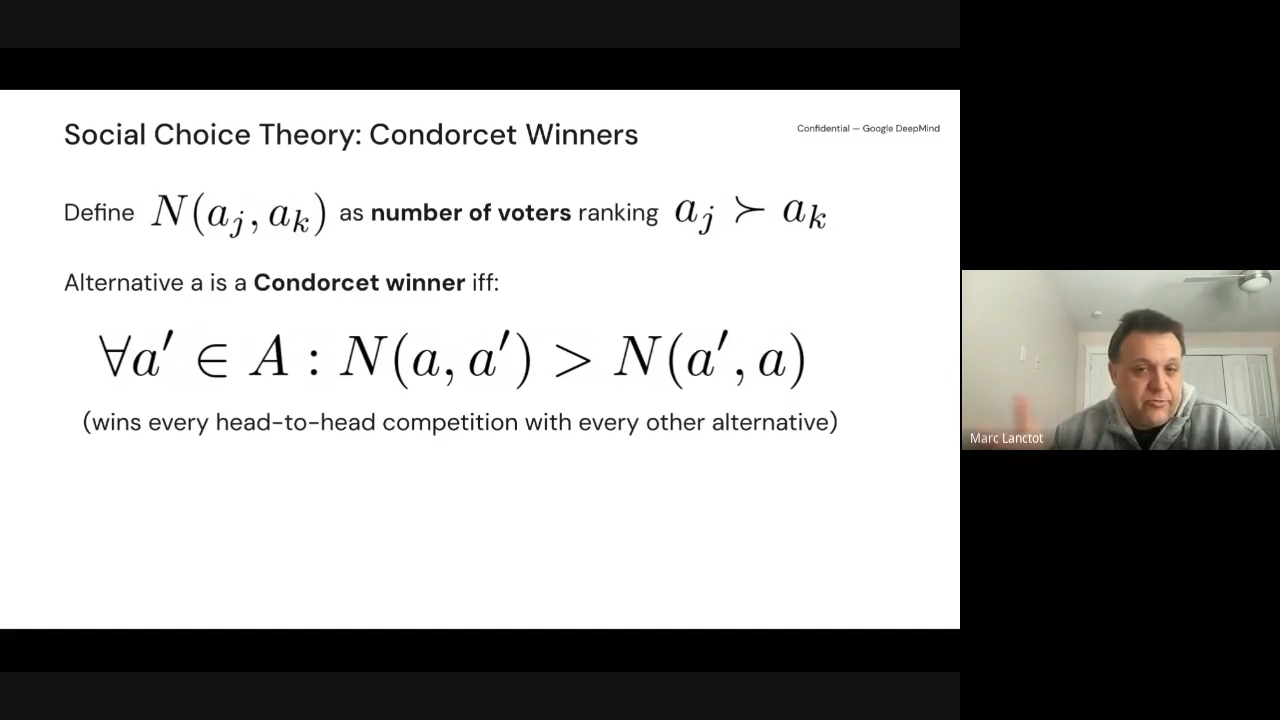 Social Choice Theory: Condorcet Winners
Confidential — Google DeepMind
Define N(a_j, a_k) as number of voters ranking a_j ≻ a_k
Alternative a is a Condorcet winner iff:
∀a′ ∈ A : N(a, a′) > N(a′, a)
(wins every head-to-head competition with every other alternative)
Marc Lanctot